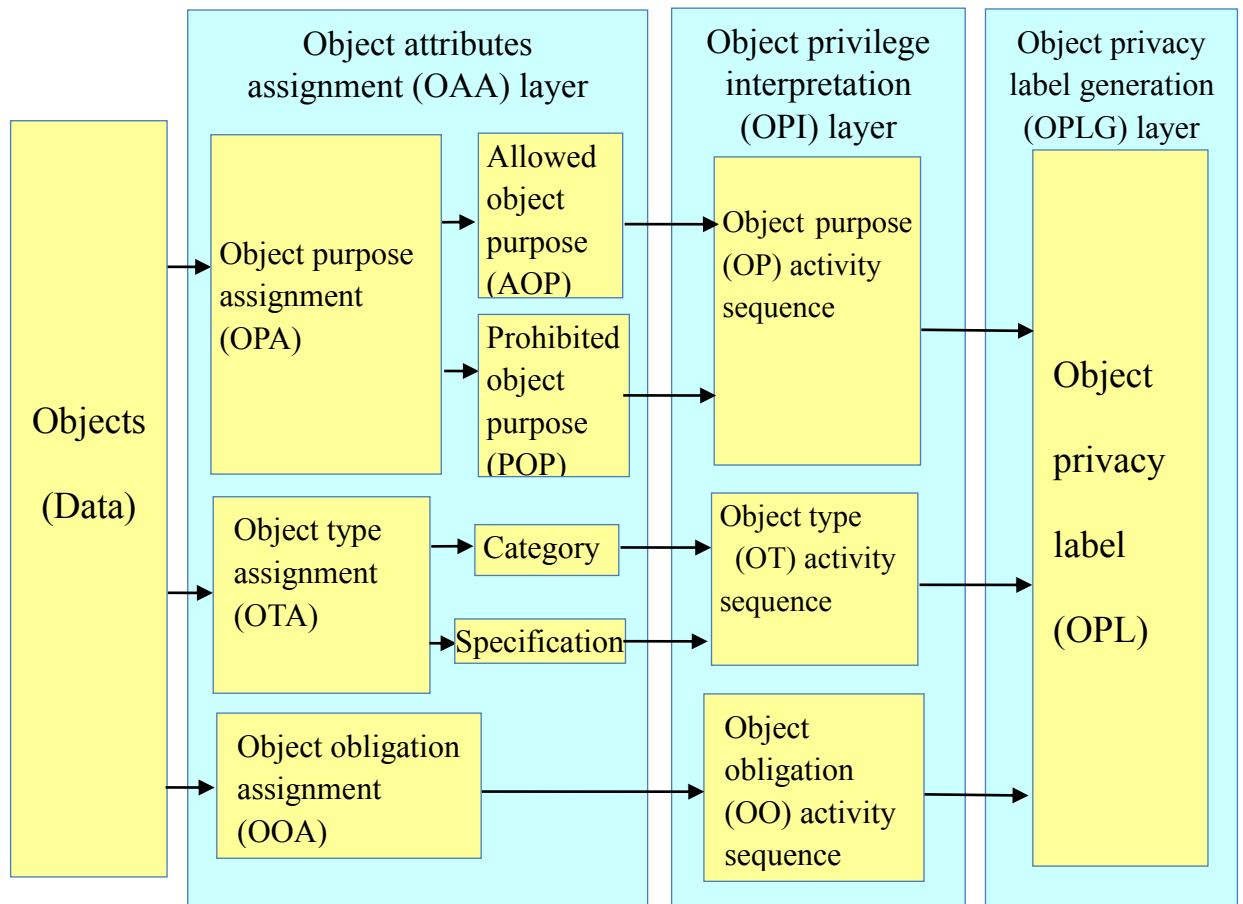 Object attributes
assignment (OAA) layer
Object privilege
interpretation
(OPI) layer
Object privacy
label generation
(OPLG) layer
Objects
(Data)
Object purpose
assignment
(OPA)
Allowed
object
purpose
(AOP)
Prohibited
object
purpose
(POP)
Object purpose
(OP) activity
sequence
Object type
assignment
(OTA)
Category
Specification
Object type
(OT) activity
sequence
Object obligation
assignment
(OOA)
Object
obligation
(OO) activity
sequence
Object
privacy
label
(OPL)